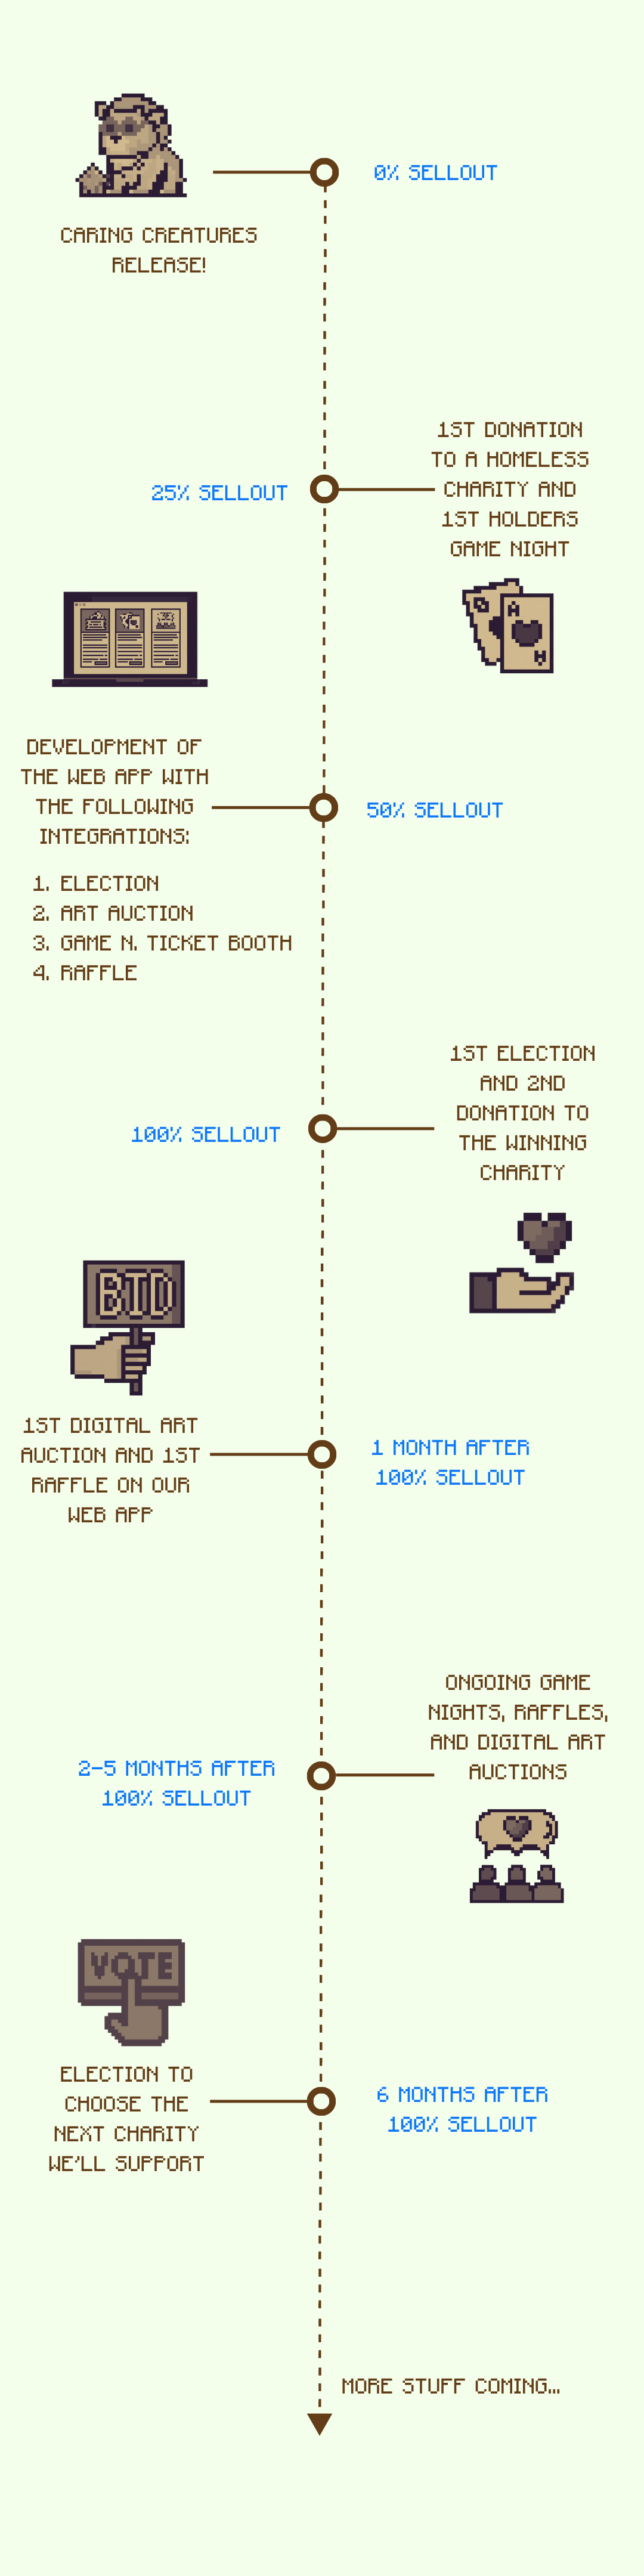 0% SELLOUT
CARING CREATURES
RELEASE!
1ST DONATION
TO A HOMELESS
CHARITY AND
1ST HOLDERS
GAME NIGHT
25% SELLOUT
DEVELOPMENT OF
THE WEB APP WITH
THE FOLLOWING
INTEGRATIONS:
1. ELECTION
2. ART AUCTION
3. GAME N. TICKET BOOTH
4. RAFFLE
50% SELLOUT
1ST ELECTION
AND 2ND
DONATION TO
THE WINNING
CHARITY
100% SELLOUT
BID
1ST DIGITAL ART
AUCTION AND 1ST
RAFFLE ON OUR
WEB APP
1 MONTH AFTER
100% SELLOUT
ONGOING GAME
NIGHTS, RAFFLES,
AND DIGITAL ART
AUCTIONS
2-5 MONTHS AFTER
100% SELLOUT
VOTE
ELECTION TO
CHOOSE THE
NEXT CHARITY
WE'LL SUPPORT
6 MONTHS AFTER
100% SELLOUT
MORE STUFF COMING...